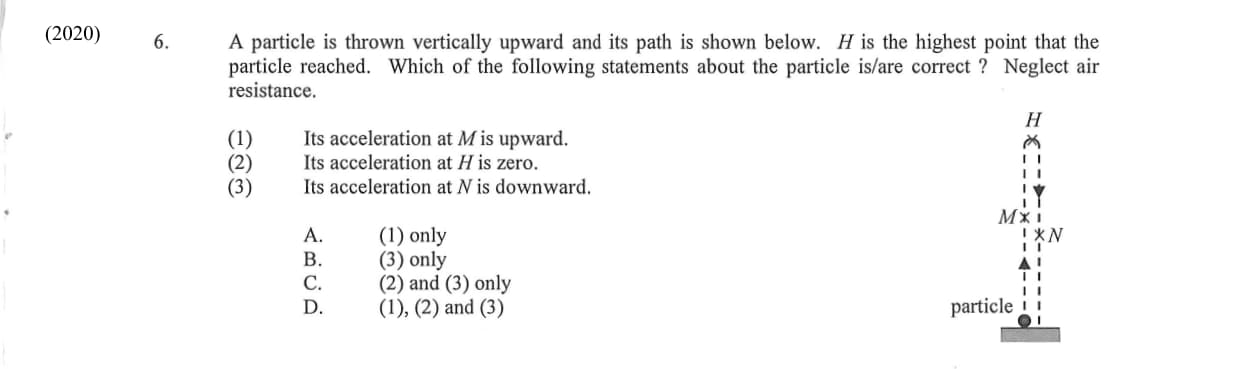 (2020)
6. A particle is thrown vertically upward and its path is shown below. H is the highest point that the
particle reached. Which of the following statements about the particle is/are correct ? Neglect air
resistance.
(1) Its acceleration at M is upward.
(2) Its acceleration at H is zero.
(3) Its acceleration at N is downward.
A. (1) only
B. (3) only
C. (2) and (3) only
D. (1), (2) and (3)
H
M
N
particle